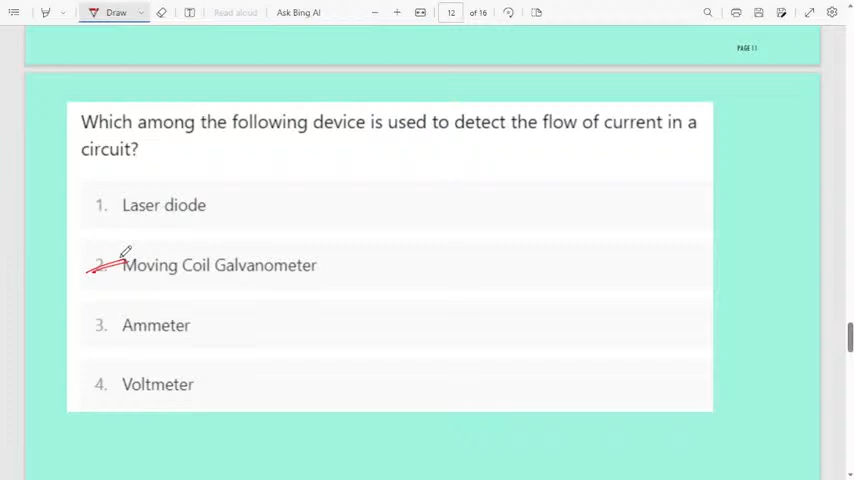 Draw
Read aloud
Ask Bing AI
12
of 16
PAGE 11
Which among the following device is used to detect the flow of current in a
circuit?
1. Laser diode
2. Moving Coil Galvanometer
3. Ammeter
4. Voltmeter